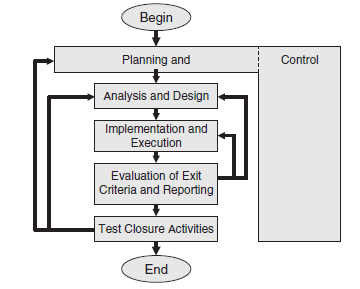 Begin
Planning and
Control
Analysis and Design
Implementation and
Execution
Evaluation of Exit
Criteria and Reporting
Test Closure Activities
End